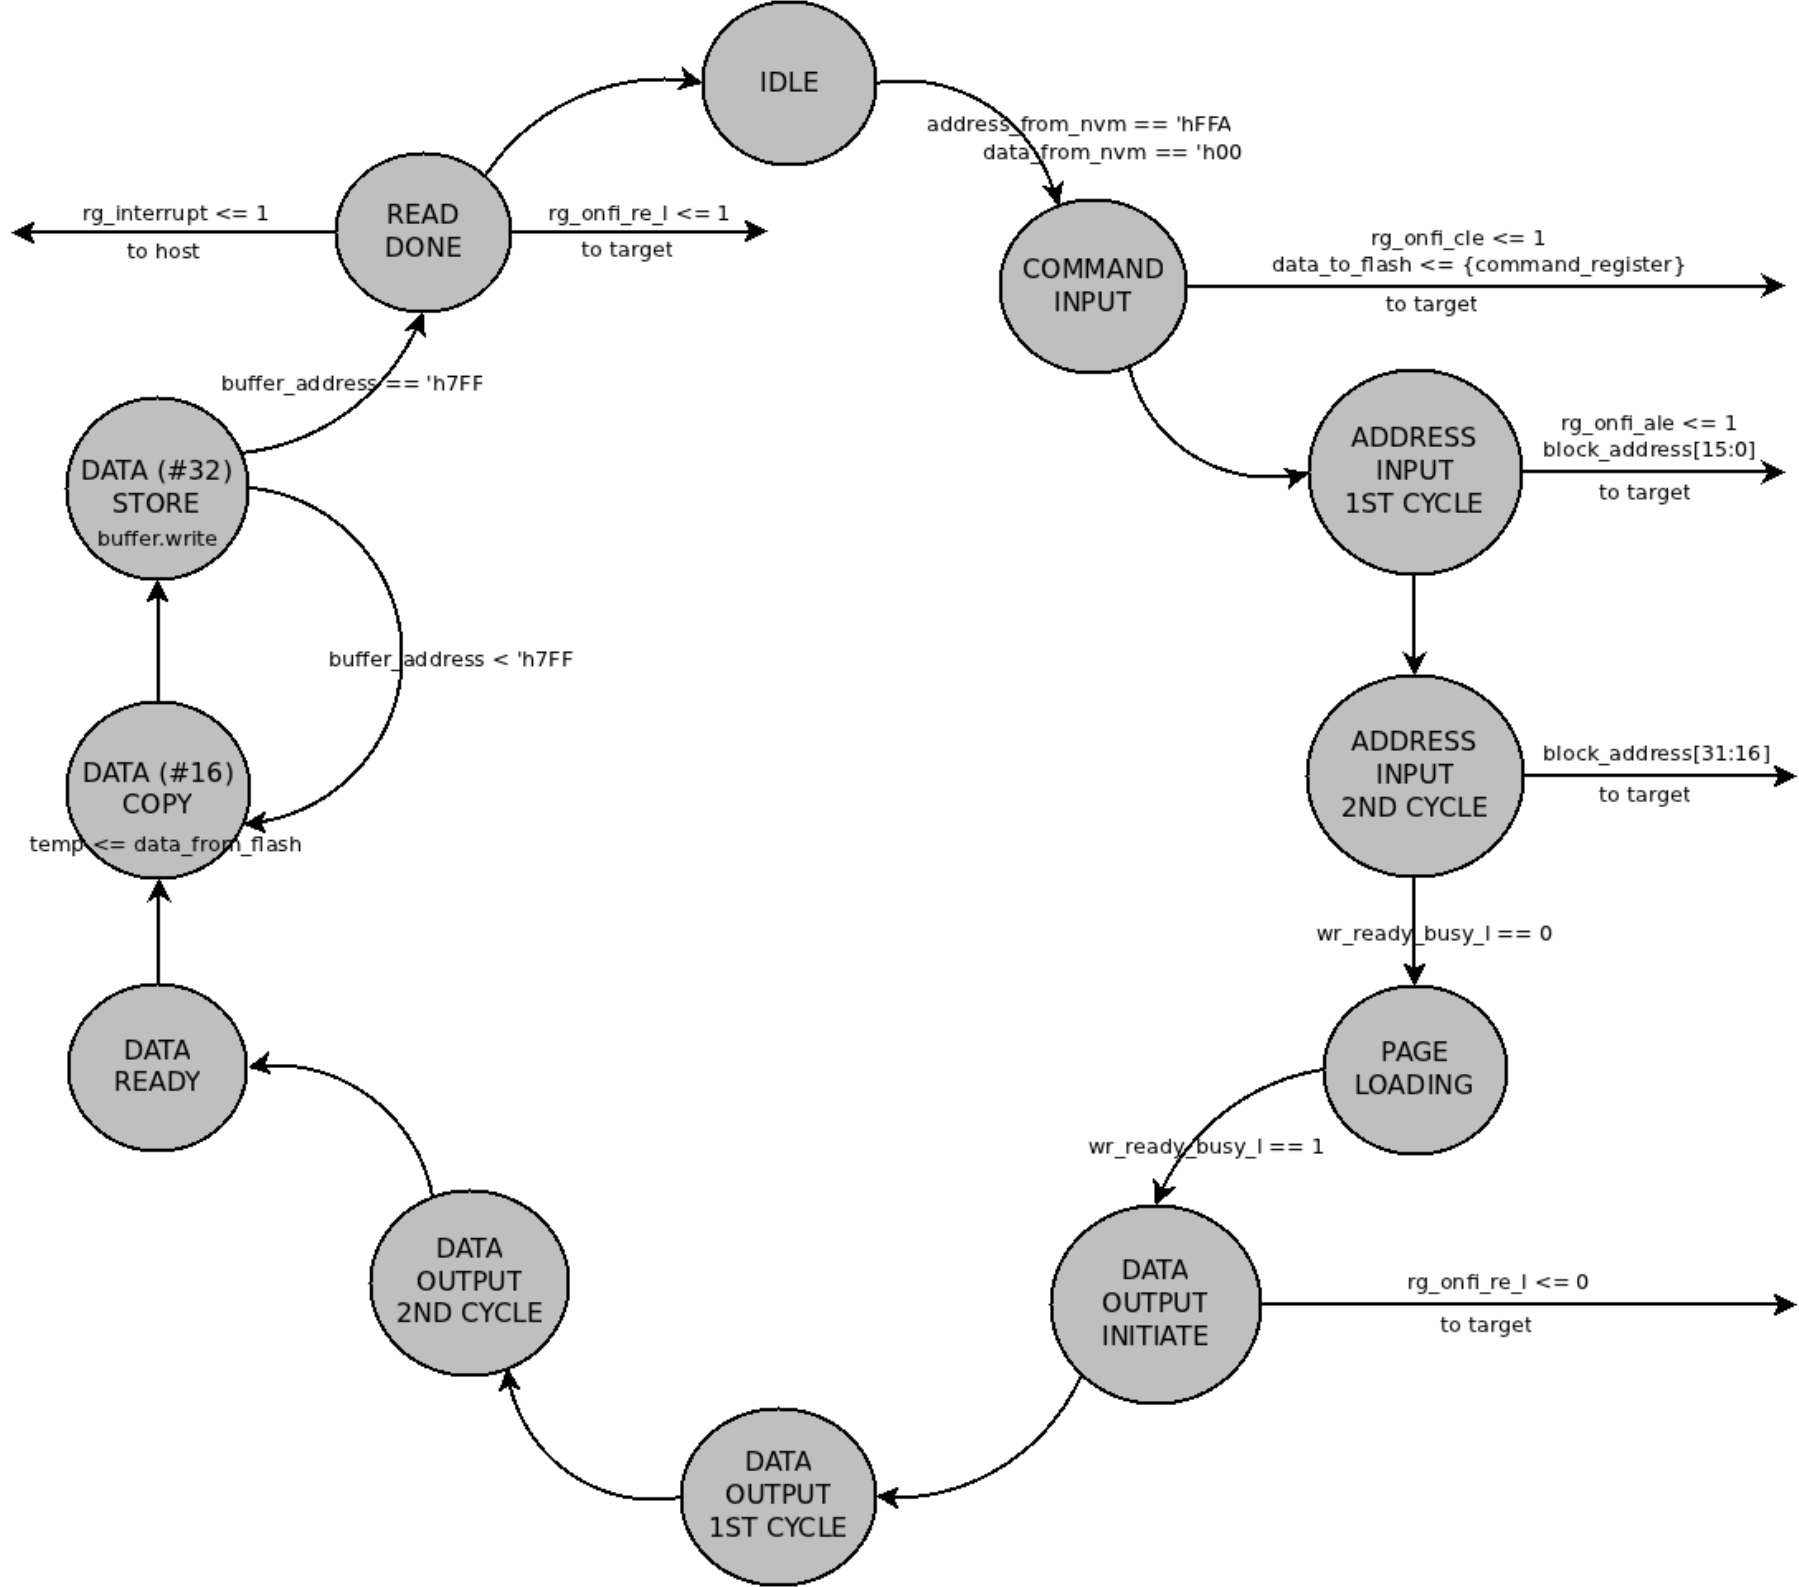 IDLE
address_from_nvm == 'hFFA
data_from_nvm == 'h00
READ
DONE
rg_interrupt <= 1
to host
rg_onfi_re_l <= 1
to target
COMMAND
INPUT
rg_onfi_cle <= 1
data_to_flash <= {command_register}
to target
buffer_address == 'h7FF
ADDRESS
INPUT
1ST CYCLE
rg_onfi_ale <= 1
block_address[15:0]
to target
DATA (#32)
STORE
buffer.write
buffer_address < 'h7FF
ADDRESS
INPUT
2ND CYCLE
block_address[31:16]
to target
DATA (#16)
COPY
temp <= data_from_flash
wr_ready_busy_l == 0
PAGE
LOADING
DATA
READY
wr_ready_busy_l == 1
DATA
OUTPUT
INITIATE
rg_onfi_re_l <= 0
to target
DATA
OUTPUT
2ND CYCLE
DATA
OUTPUT
1ST CYCLE